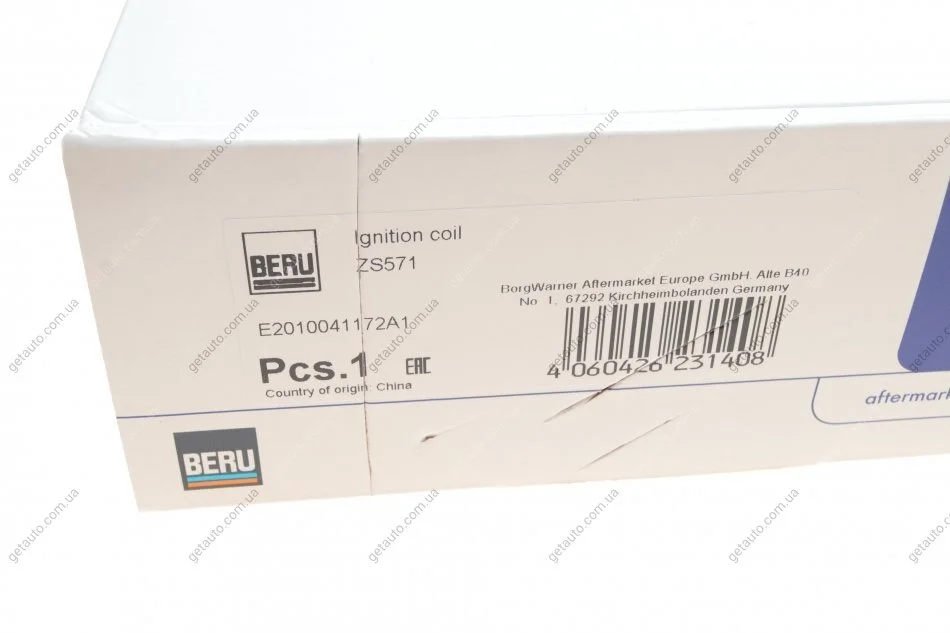 BERU
Ignition coil
ZS571
BorgWarner Aftermarket Europe GmbH. Alte B40
No 1, 67292 Kirchheimbolanden Germany
E2010041172A1
4 060426 231408
Pcs.1 EAC
Country of origin: China
BERU
aftermark
getauto.com.ua